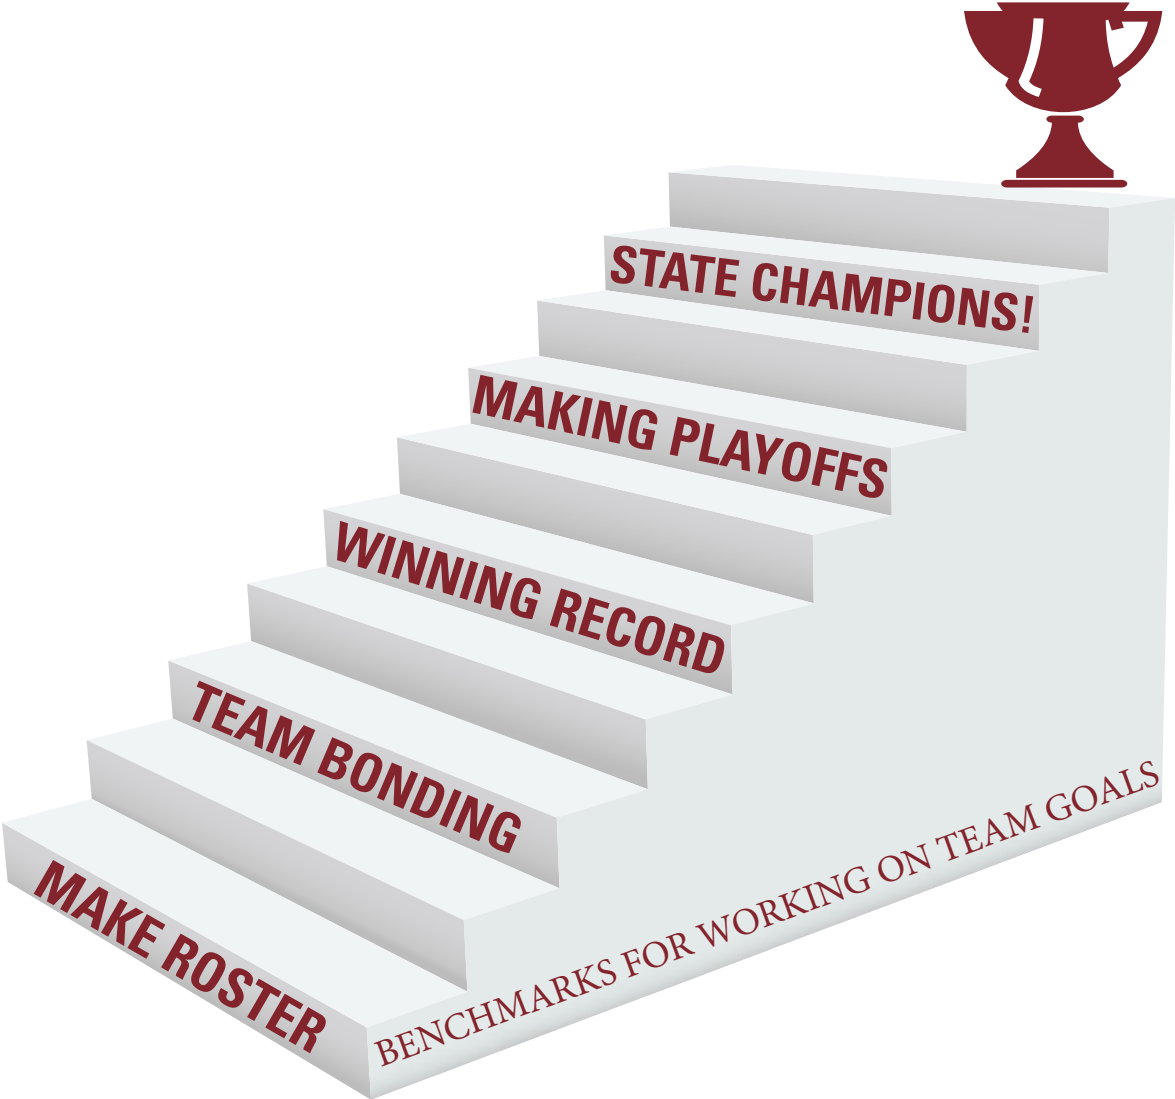 STATE CHAMPIONS!
MAKING PLAYOFFS
WINNING RECORD
TEAM BONDING
MAKE ROSTER
BENCHMARKS FOR WORKING ON TEAM GOALS